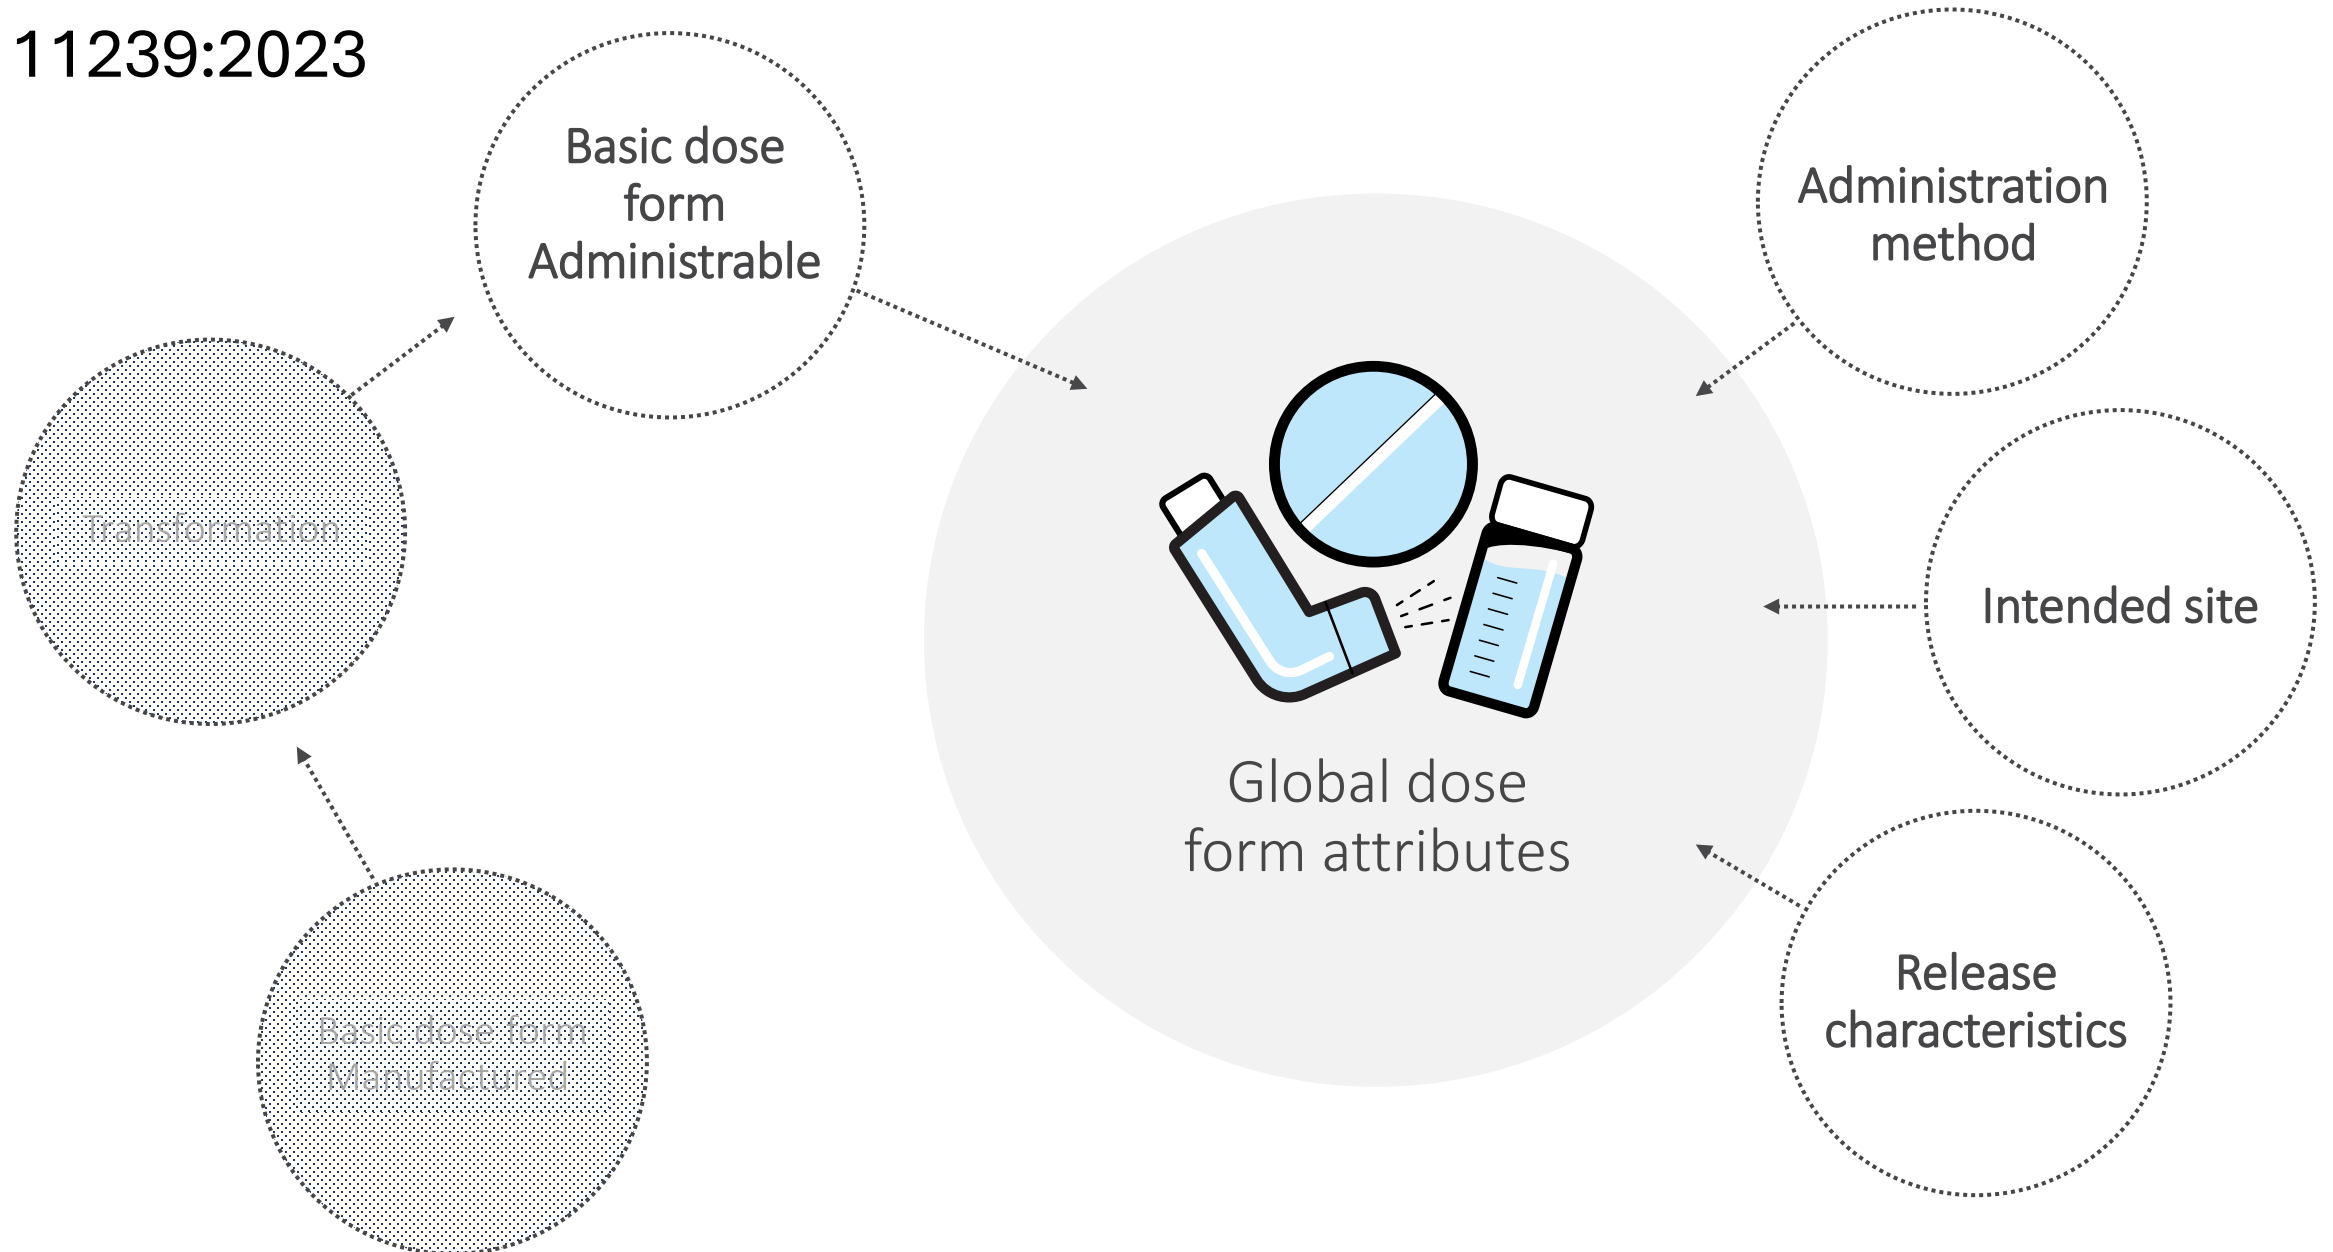 11239:2023
Basic dose
form
Administrable
Administration
method
Transformation
Intended site
Global dose
form attributes
Release
characteristics
Basic dose form
Manufactured